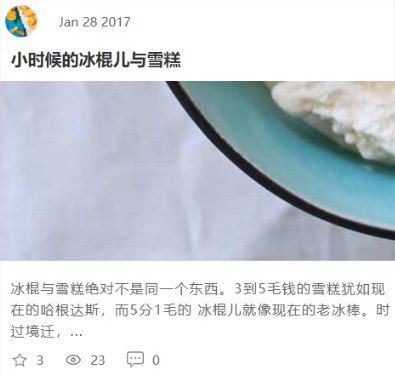 Jan 28 2017
小时候的冰棍儿与雪糕
冰棍与雪糕绝对不是同一个东西。3到5毛钱的雪糕犹如现
在的哈根达斯，而5分1毛的 冰棍儿就像现在的老冰棒。时
过境迁，...
3 23 0